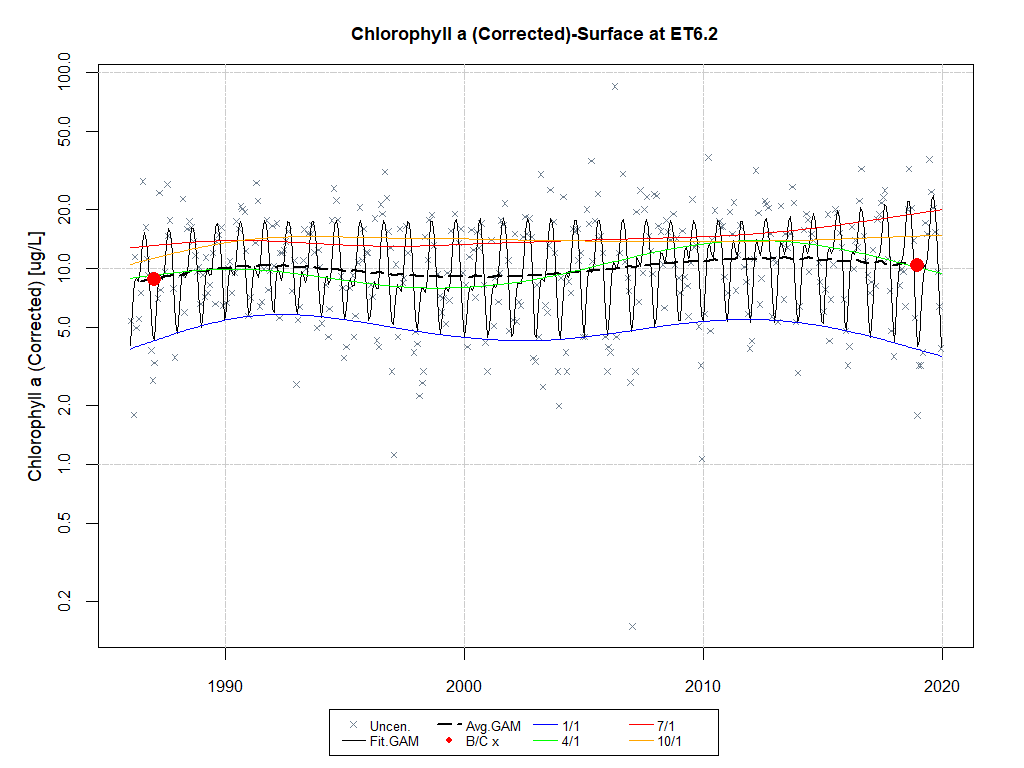 Chlorophyll a (Corrected)-Surface at ET6.2
Chlorophyll a (Corrected) [ug/L]
100.0
50.0
20.0
10.0
5.0
2.0
1.0
0.5
0.2
1990 2000 2010 2020
Uncen. Avg.GAM 1/1 7/1
Fit.GAM B/C x 4/1 10/1